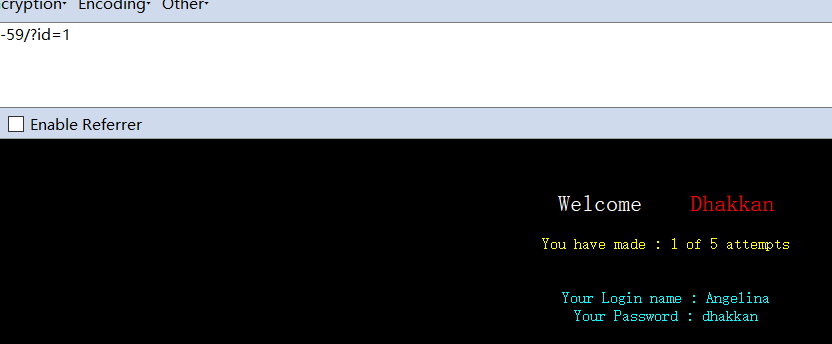 Encoding Other
-59/?id=1
Enable Referrer
Welcome Dhakkan
You have made : 1 of 5 attempts
Your Login name : Angelina
Your Password : dhakkan